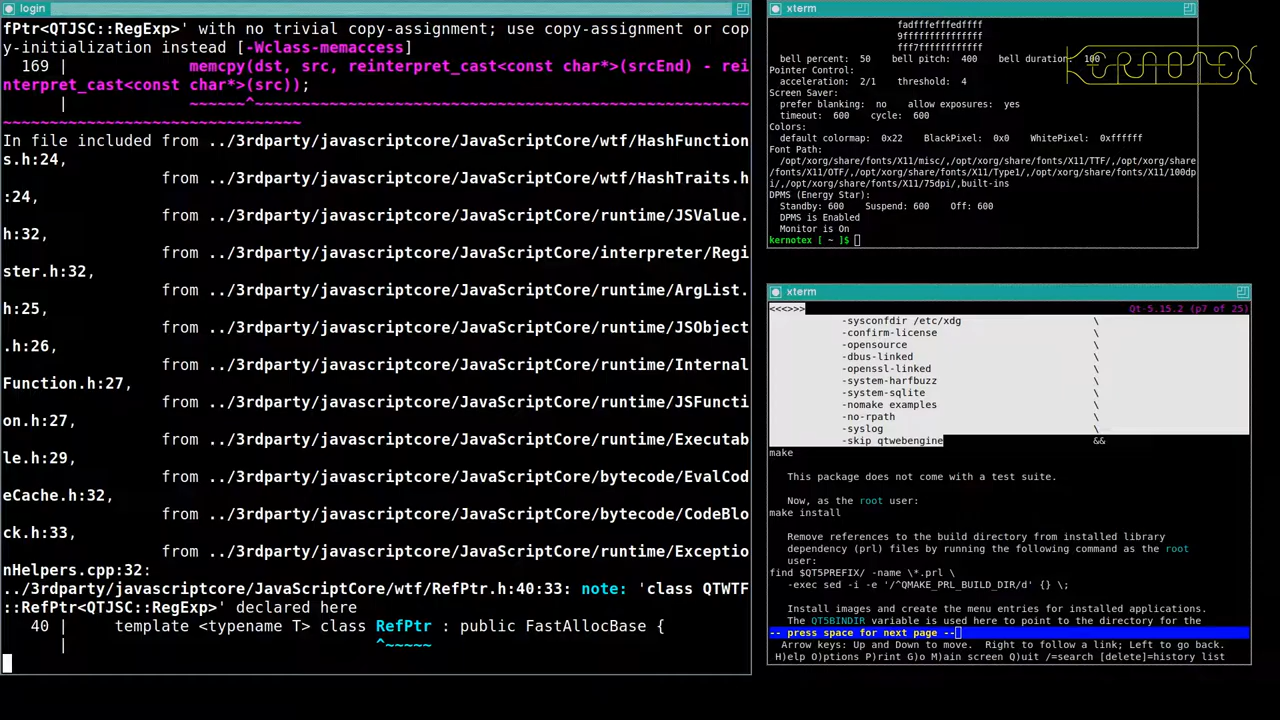 login
fPtr<QTJSC::RegExp>' with no trivial copy-assignment; use copy-assignment or cop
y-initialization instead [-Wclass-memaccess]
169 |             memcpy(dst, src, reinterpret_cast<const char*>(srcEnd) - rei
nterpret_cast<const char*>(src));
|             ~~~~~~^~~~~~~~~~~~~~~~~~~~~~~~~~~~~~~~~~~~~~~~~~~~~~~~~~~~~~
~~~~~~~~~~~~~~~~~~~~~~~~~~~~~~~~
In file included from ../3rdparty/javascriptcore/JavaScriptCore/wtf/HashFunction
s.h:24,
from ../3rdparty/javascriptcore/JavaScriptCore/wtf/HashTraits.h
:24,
from ../3rdparty/javascriptcore/JavaScriptCore/runtime/JSValue.
h:32,
from ../3rdparty/javascriptcore/JavaScriptCore/interpreter/Regi
ster.h:32,
from ../3rdparty/javascriptcore/JavaScriptCore/runtime/ArgList.
h:25,
from ../3rdparty/javascriptcore/JavaScriptCore/runtime/JSObject
.h:26,
from ../3rdparty/javascriptcore/JavaScriptCore/runtime/Internal
Function.h:27,
from ../3rdparty/javascriptcore/JavaScriptCore/runtime/JSFuncti
on.h:27,
from ../3rdparty/javascriptcore/JavaScriptCore/runtime/Executab
le.h:29,
from ../3rdparty/javascriptcore/JavaScriptCore/bytecode/EvalCod
eCache.h:32,
from ../3rdparty/javascriptcore/JavaScriptCore/bytecode/CodeBlo
ck.h:33,
from ../3rdparty/javascriptcore/JavaScriptCore/runtime/Exceptio
nHelpers.cpp:32:
../3rdparty/javascriptcore/JavaScriptCore/wtf/RefPtr.h:40:33: note: 'class QTWTF
::RefPtr<QTJSC::RegExp>' declared here
40 |     template <typename T> class RefPtr : public FastAllocBase {
|                                 ^~~~~~
xterm
fadfffefffedffff
9fffffffffffffff
fff7ffffffffffff
bell percent:  50    bell pitch:  400    bell duration:  100
Pointer Control:
acceleration:  2/1    threshold:  4
Screen Saver:
prefer blanking:  no    allow exposures:  yes
timeout:  600    cycle:  600
Colors:
default colormap:  0x22    BlackPixel:  0x0    WhitePixel:  0xffffff
Font Path:
/opt/xorg/share/fonts/X11/misc/,/opt/xorg/share/fonts/X11/TTF/,/opt/xorg/share
/fonts/X11/OTF/,/opt/xorg/share/fonts/X11/Type1/,/opt/xorg/share/fonts/X11/100dp
i/,/opt/xorg/share/fonts/X11/75dpi/,built-ins
DPMS (Energy Star):
Standby: 600    Suspend: 600    Off: 600
DPMS is Enabled
Monitor is On
kernotex [ ~ ]$
KERNOTEX
xterm
<<<>>> Qt-5.15.2 (p7 of 25)
-sysconfdir /etc/xdg \
-confirm-license \
-opensource \
-dbus-linked \
-openssl-linked \
-system-harfbuzz \
-system-sqlite \
-nomake examples \
-no-rpath \
-syslog \
-skip qtwebengine &&
make
This package does not come with a test suite.
Now, as the root user:
make install
Remove references to the build directory from installed library
dependency (prl) files by running the following command as the root
user:
find $QT5PREFIX/ -name \*.prl \
-exec sed -i -e '/^QMAKE_PRL_BUILD_DIR/d' {} \;
Install images and create the menu entries for installed applications.
The QT5BINDIR variable is used here to point to the directory for the
-- press space for next page --
Arrow keys: Up and Down to move.  Right to follow a link; Left to go back.
H)elp O)ptions P)rint G)o M)ain screen Q)uit /=search [delete]=history list